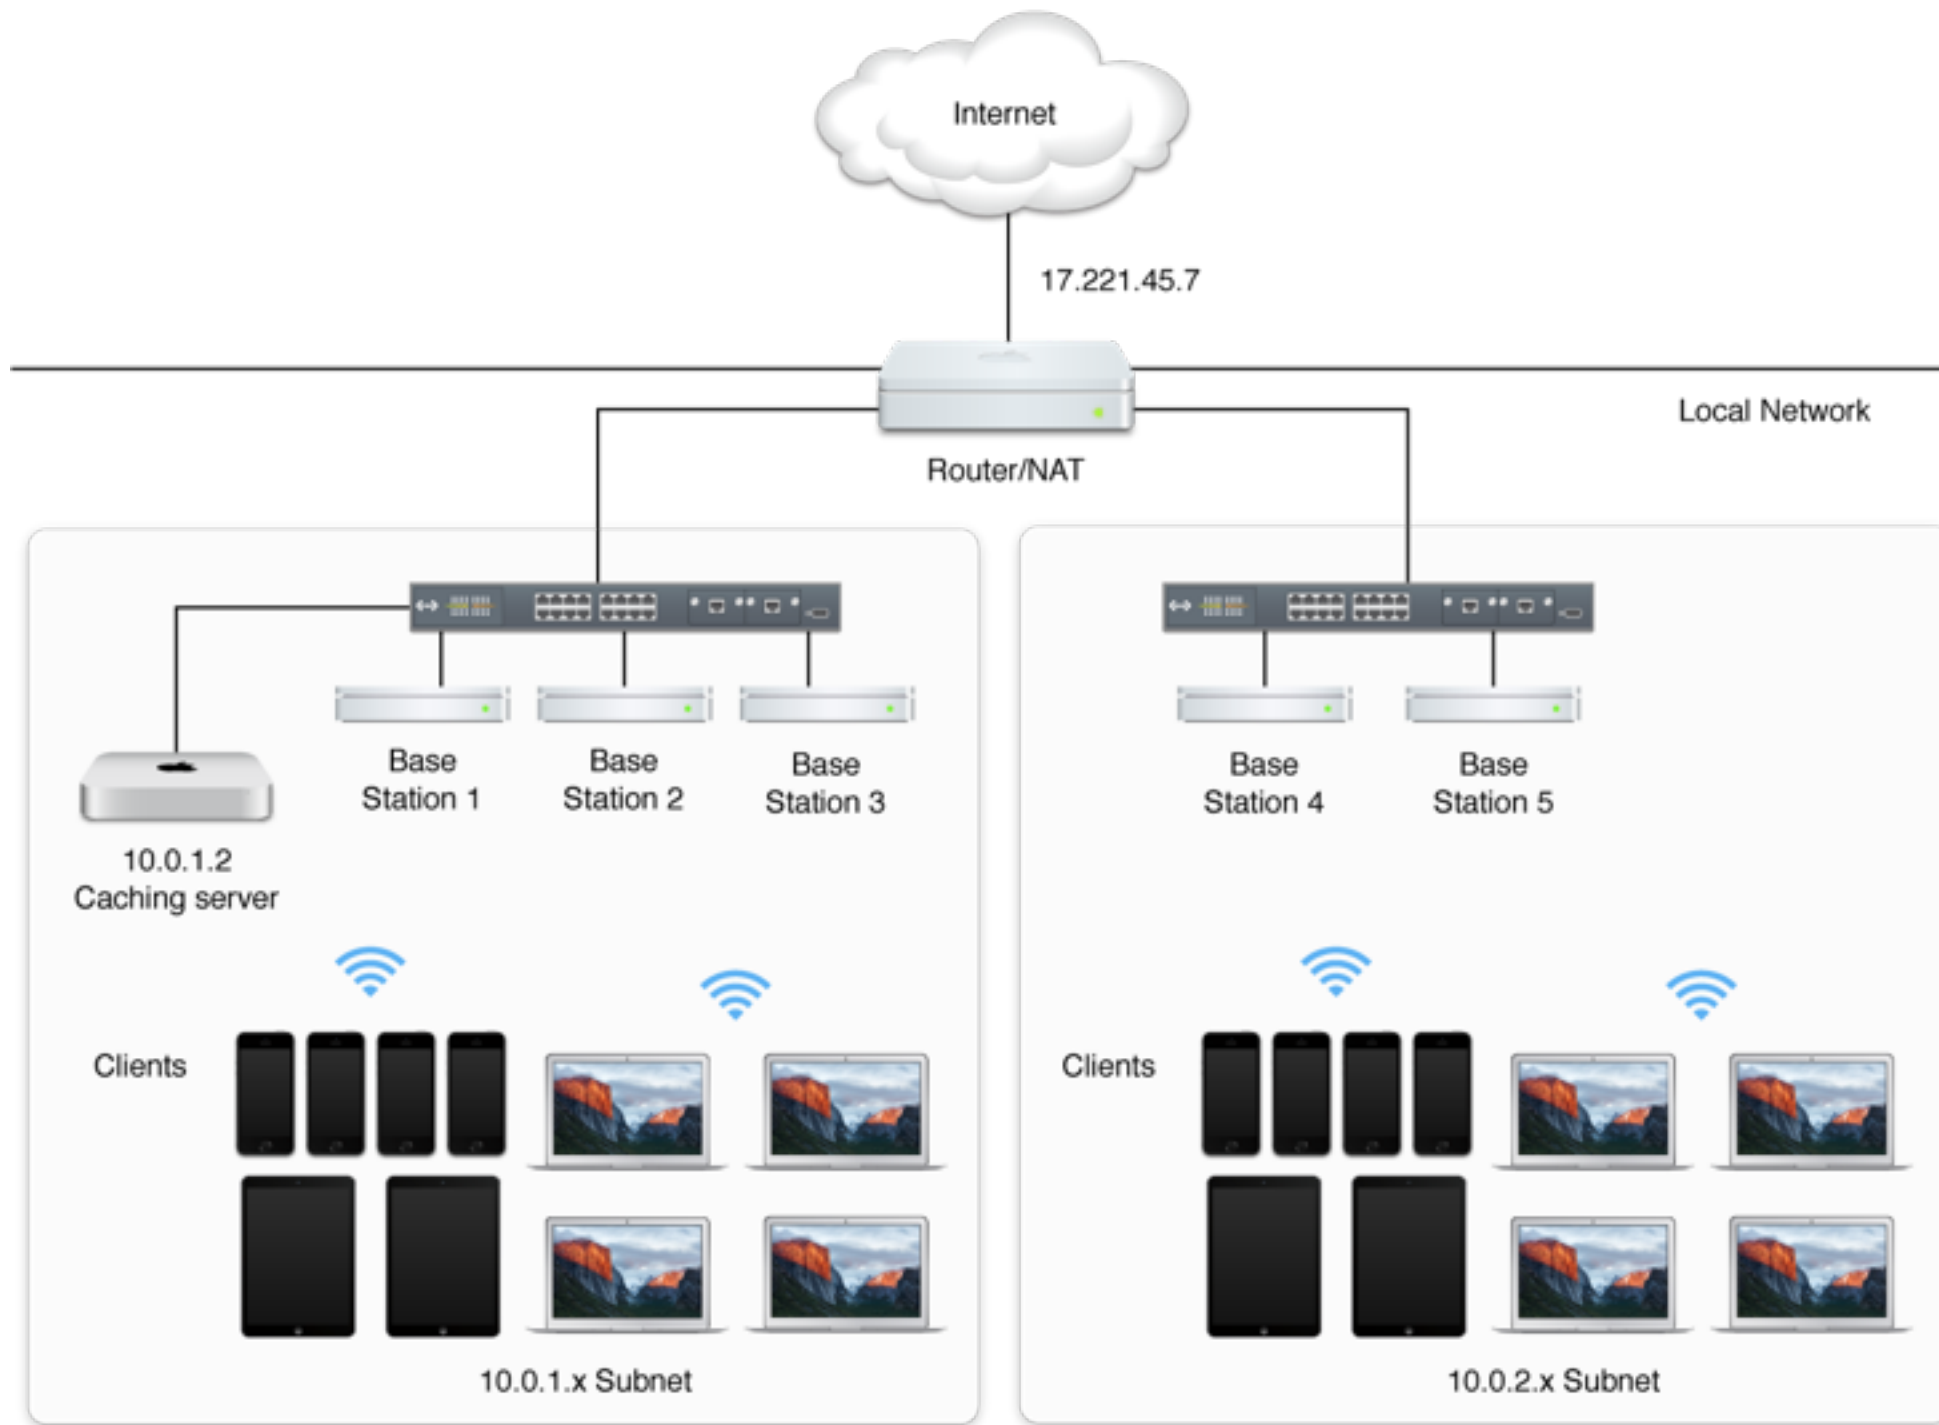 Internet
17.221.45.7
Local Network
Router/NAT
Base
Station 1
Base
Station 2
Base
Station 3
10.0.1.2
Caching server
Clients
10.0.1.x Subnet
Base
Station 4
Base
Station 5
Clients
10.0.2.x Subnet